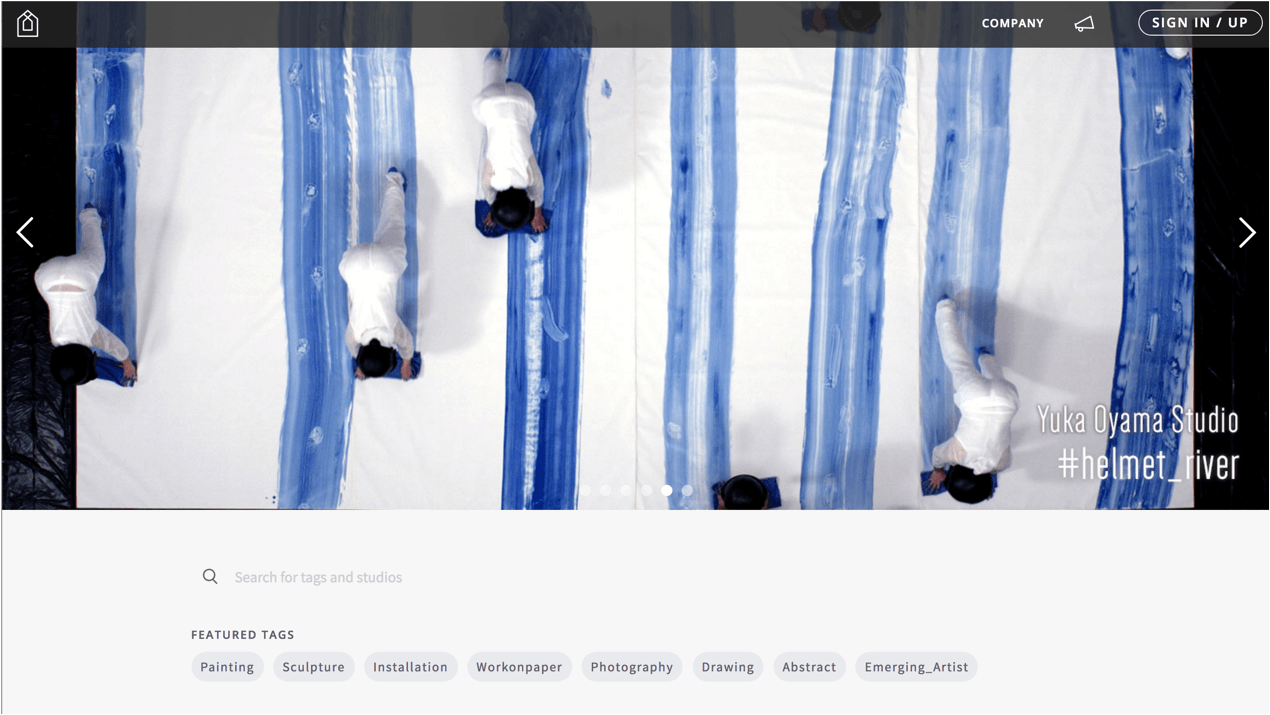 COMPANY
SIGN IN / UP
Yuka Oyama Studio
#helmet_river
Search for tags and studios
FEATURED TAGS
Painting Sculpture Installation Workonpaper Photography Drawing Abstract Emerging_Artist